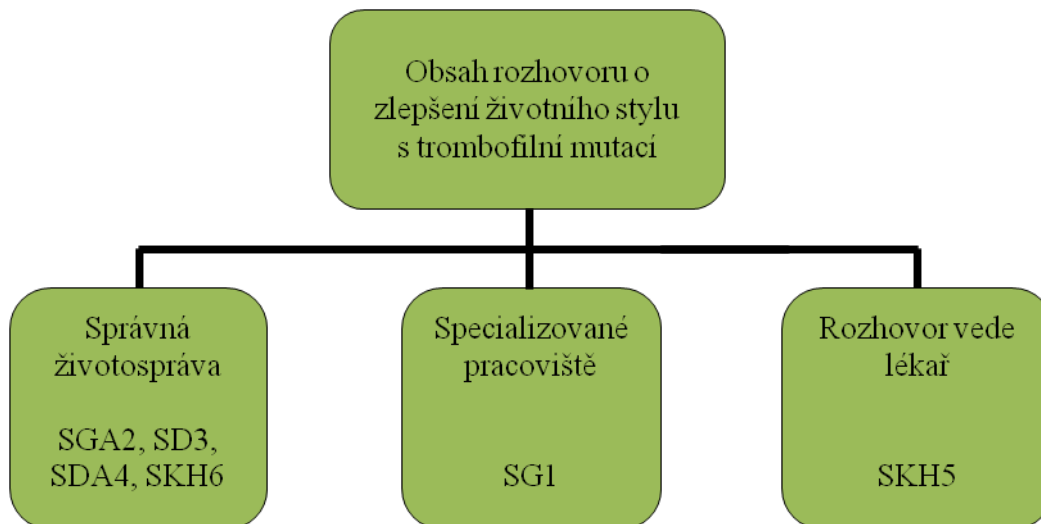 Obsah rozhovoru o
zlepšení životního stylu
s trombofilní mutací
Správná
životospráva
SGA2, SD3,
SDA4, SKH6
Specializované
pracoviště
SG1
Rozhovor vede
lékař
SKH5